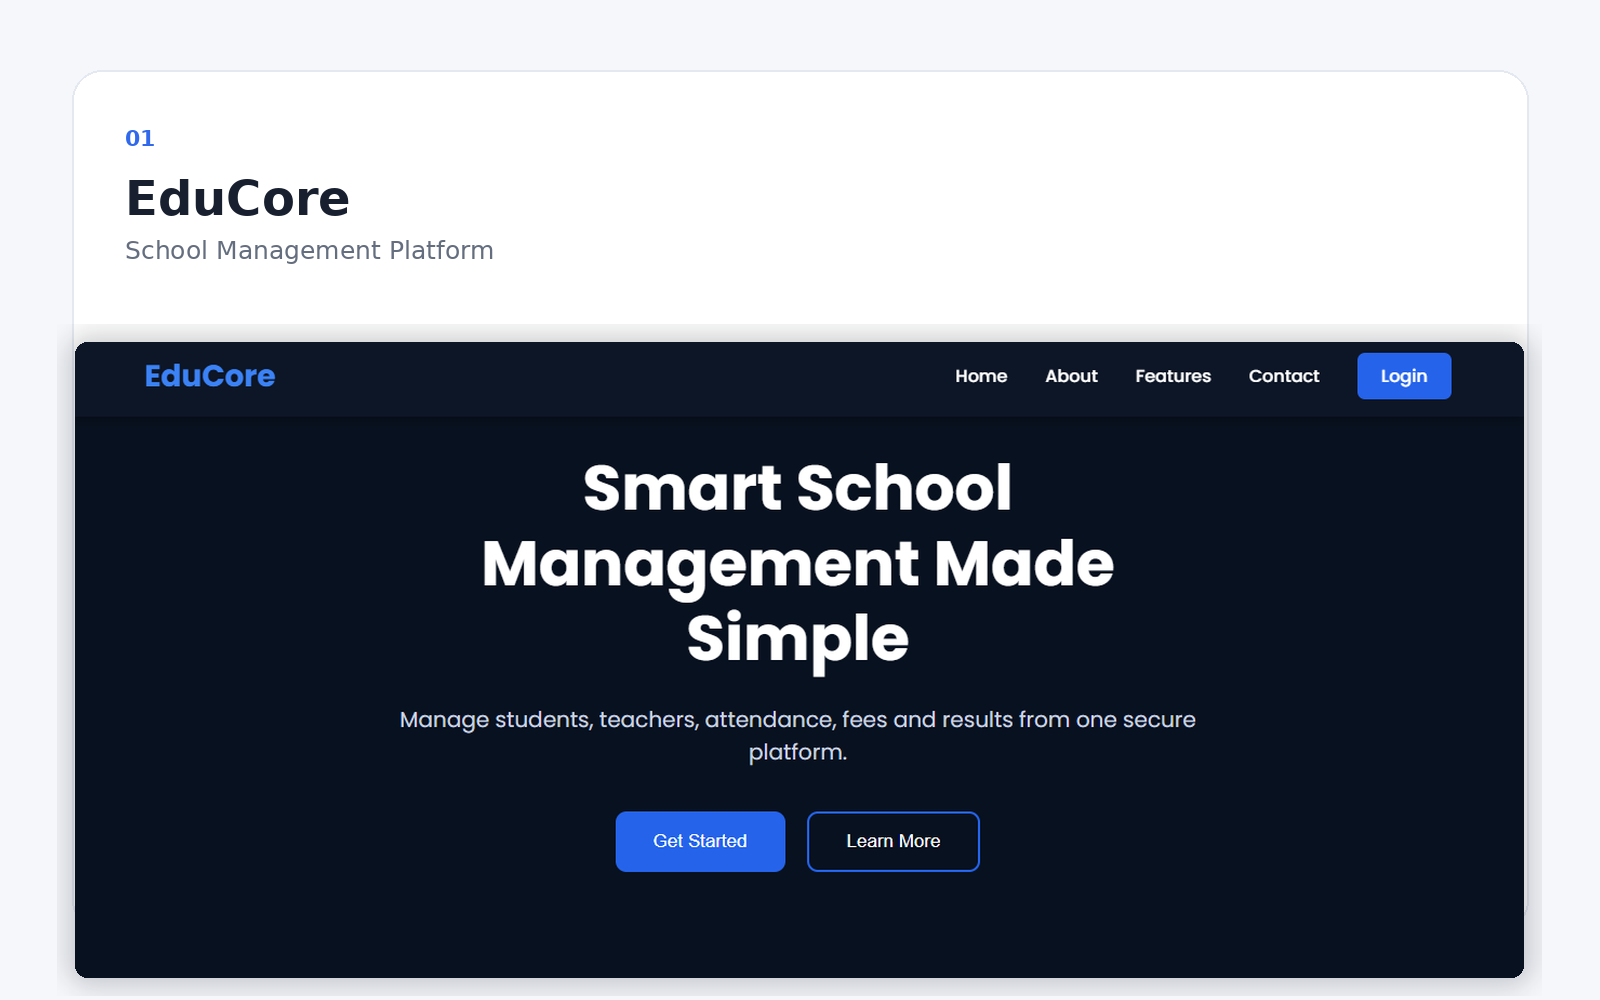 01
EduCore
School Management Platform
EduCore
Home About Features Contact Login
Smart School
Management Made
Simple
Manage students, teachers, attendance, fees and results from one secure
platform.
Get Started Learn More